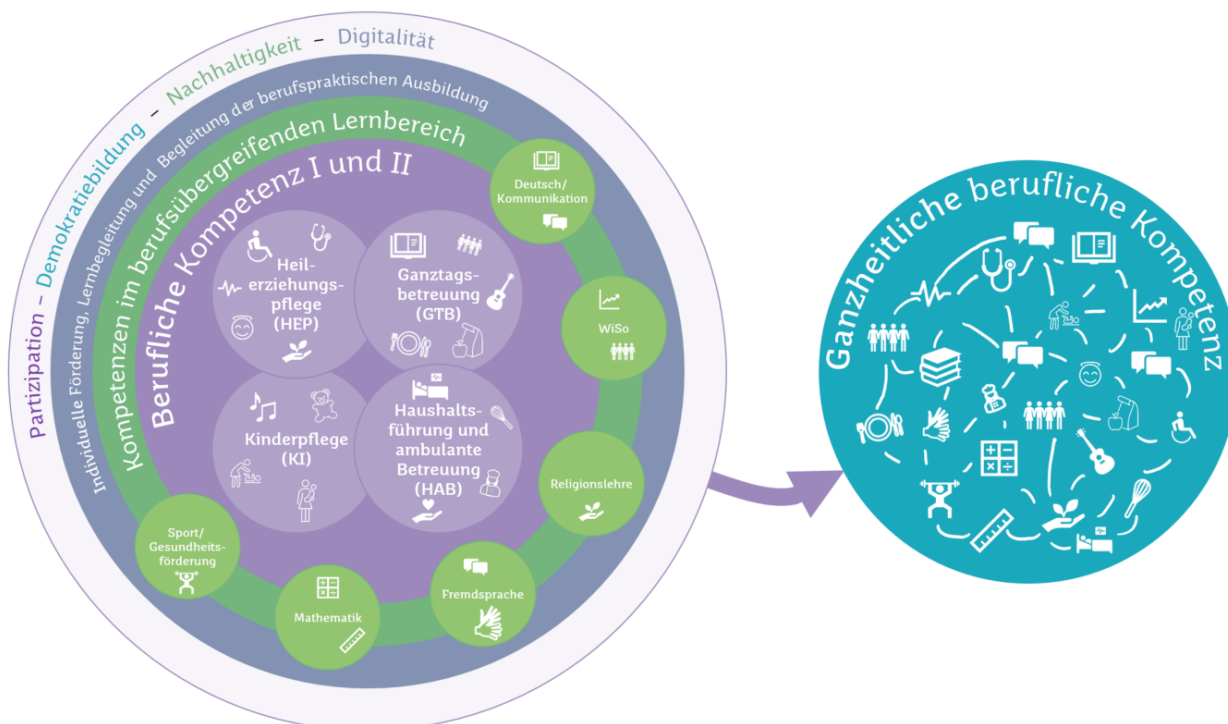 Partizipation – Demokratiebildung – Nachhaltigkeit – Digitalität
Individuelle Förderung, Lernbegleitung und Begleitung der berufspraktischen Ausbildung
Kompetenzen im berufsübergreifenden Lernbereich
Berufliche Kompetenz I und II
Heil-
erziehungs-
pflege
(HEP)
Ganztags-
betreuung
(GTB)
Kinderpflege
(KI)
Haushalts-
führung und
ambulante
Betreuung
(HAB)
Deutsch/
Kommunikation
WiSo
Religionslehre
Fremdsprache
Mathematik
Sport/
Gesundheits-
förderung
Ganzheitliche berufliche Kompetenz